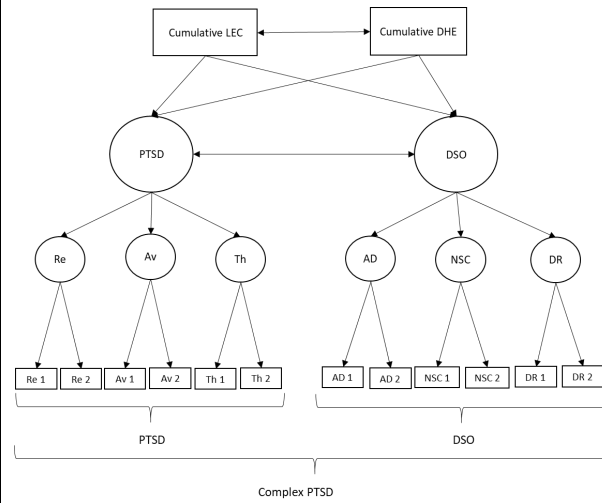 Cumulative LEC
Cumulative DHE
PTSD
DSO
Re
Av
Th
AD
NSC
DR
Re 1
Re 2
Av 1
Av 2
Th 1
Th 2
AD 1
AD 2
NSC 1
NSC 2
DR 1
DR 2
PTSD
DSO
Complex PTSD